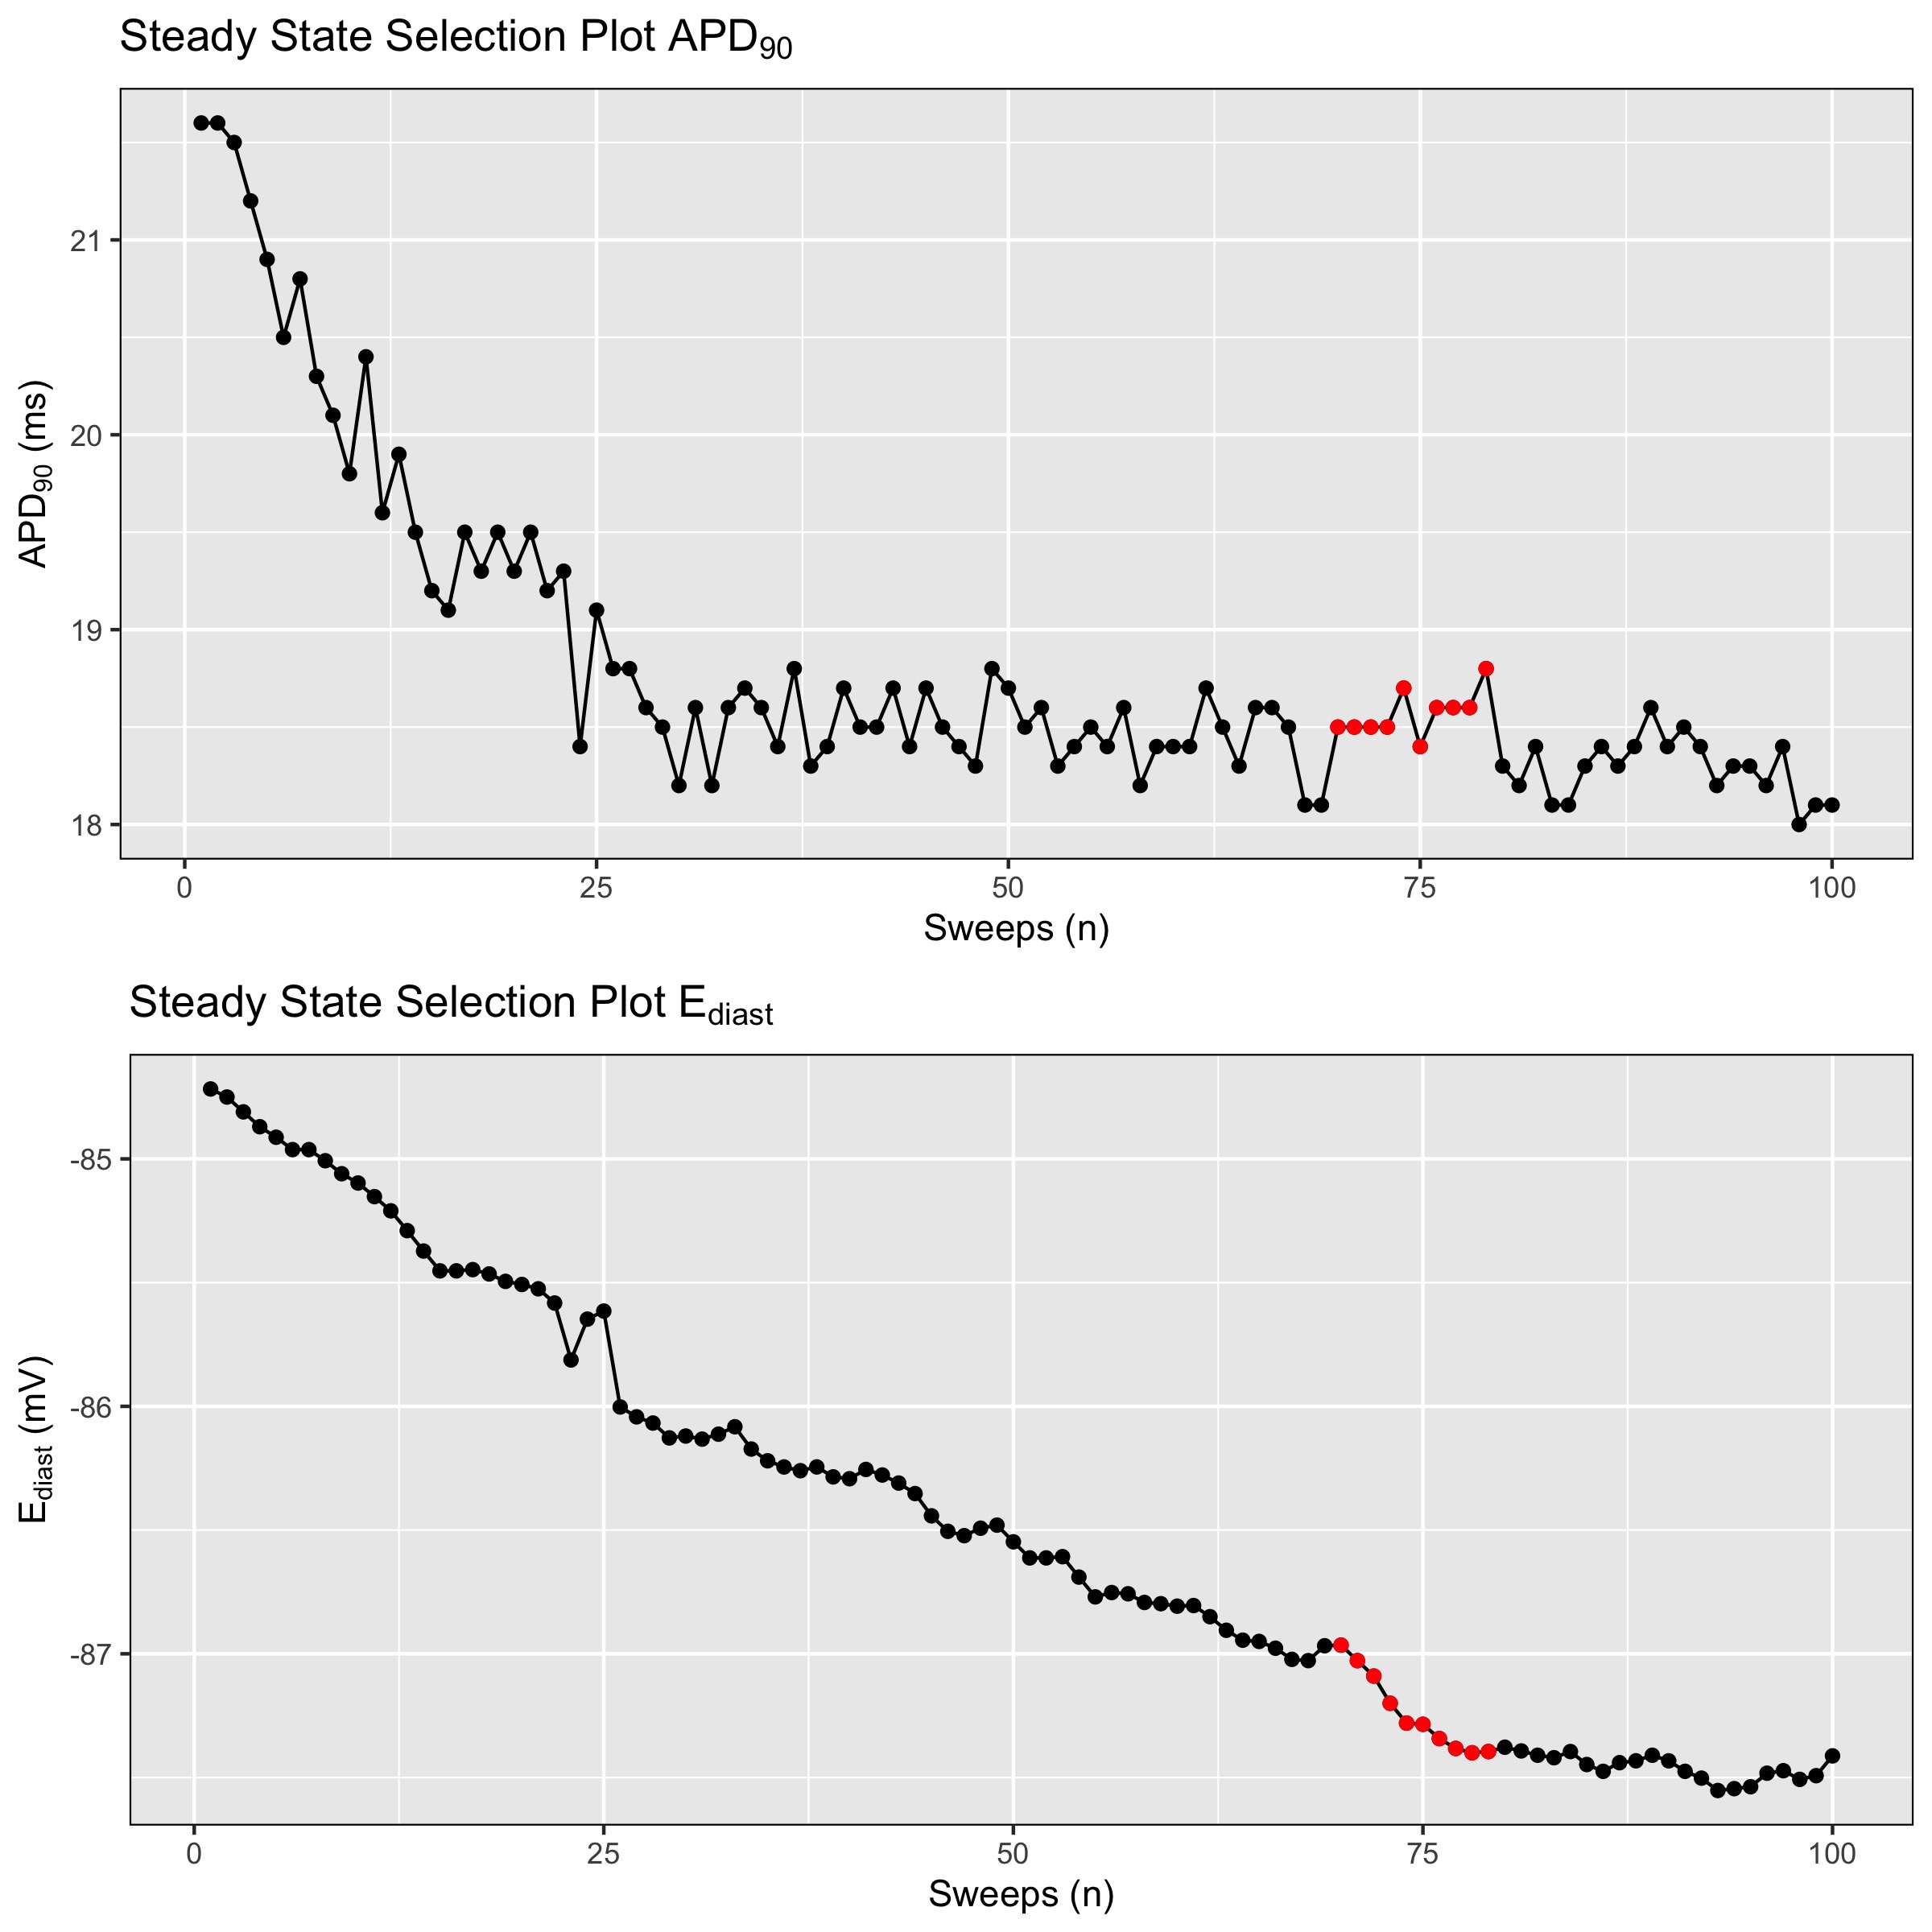 Steady State Selection Plot APD90
21
20
19
18
APD90 (ms)
0 25 50 75 100
Sweeps (n)
Steady State Selection Plot Ediast
-85
-86
-87
Ediast (mV)
0 25 50 75 100
Sweeps (n)